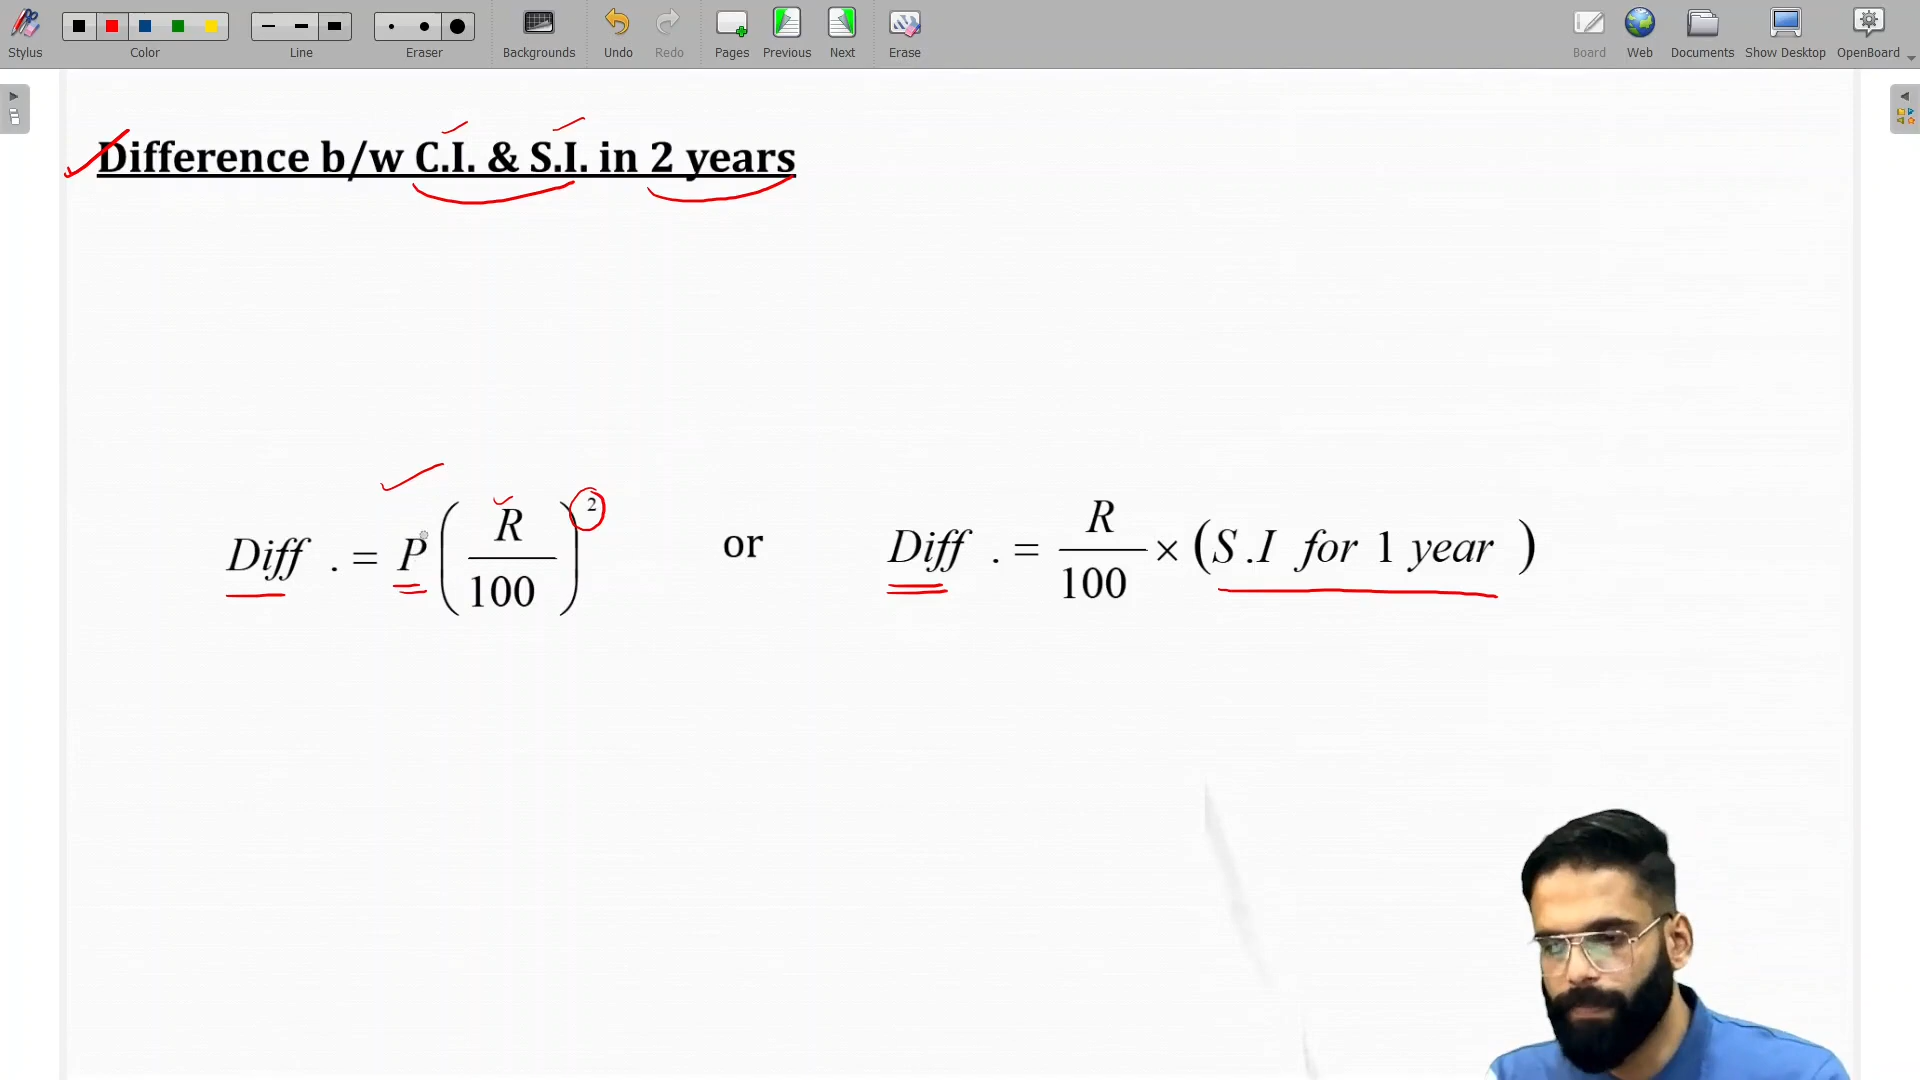 Stylus Color Line Eraser Backgrounds Undo Redo Pages Previous Next Erase Board Web Documents Show Desktop OpenBoard
Difference b/w C.I. & S.I. in 2 years
Diff . = P ( R / 100 )² or Diff . = R / 100 × ( S .I for 1 year )